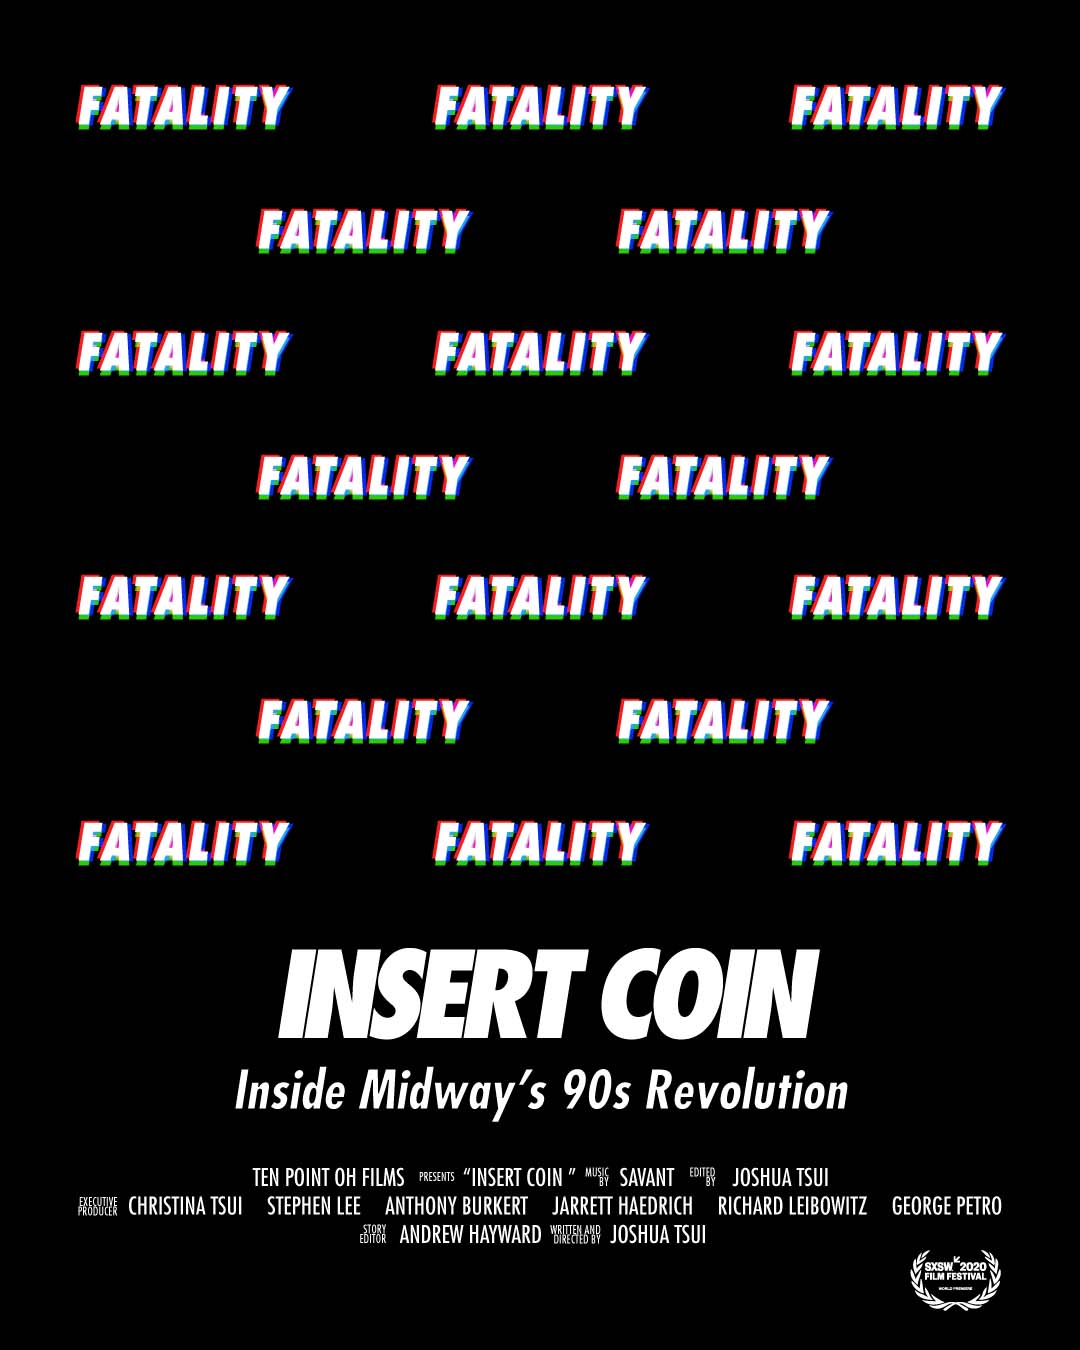 FATALITY FATALITY FATALITY
FATALITY FATALITY
FATALITY FATALITY FATALITY
FATALITY FATALITY
FATALITY FATALITY FATALITY
FATALITY FATALITY
FATALITY FATALITY FATALITY
INSERT COIN
Inside Midway's 90s Revolution
TEN POINT OH FILMS PRESENTS “INSERT COIN ” MUSIC BY SAVANT EDITED BY JOSHUA TSUI
EXECUTIVE PRODUCER CHRISTINA TSUI STEPHEN LEE ANTHONY BURKERT JARRETT HAEDRICH RICHARD LEIBOWITZ GEORGE PETRO
STORY EDITOR ANDREW HAYWARD WRITTEN AND DIRECTED BY JOSHUA TSUI
SXSW 2020
FILM FESTIVAL
WORLD PREMIERE